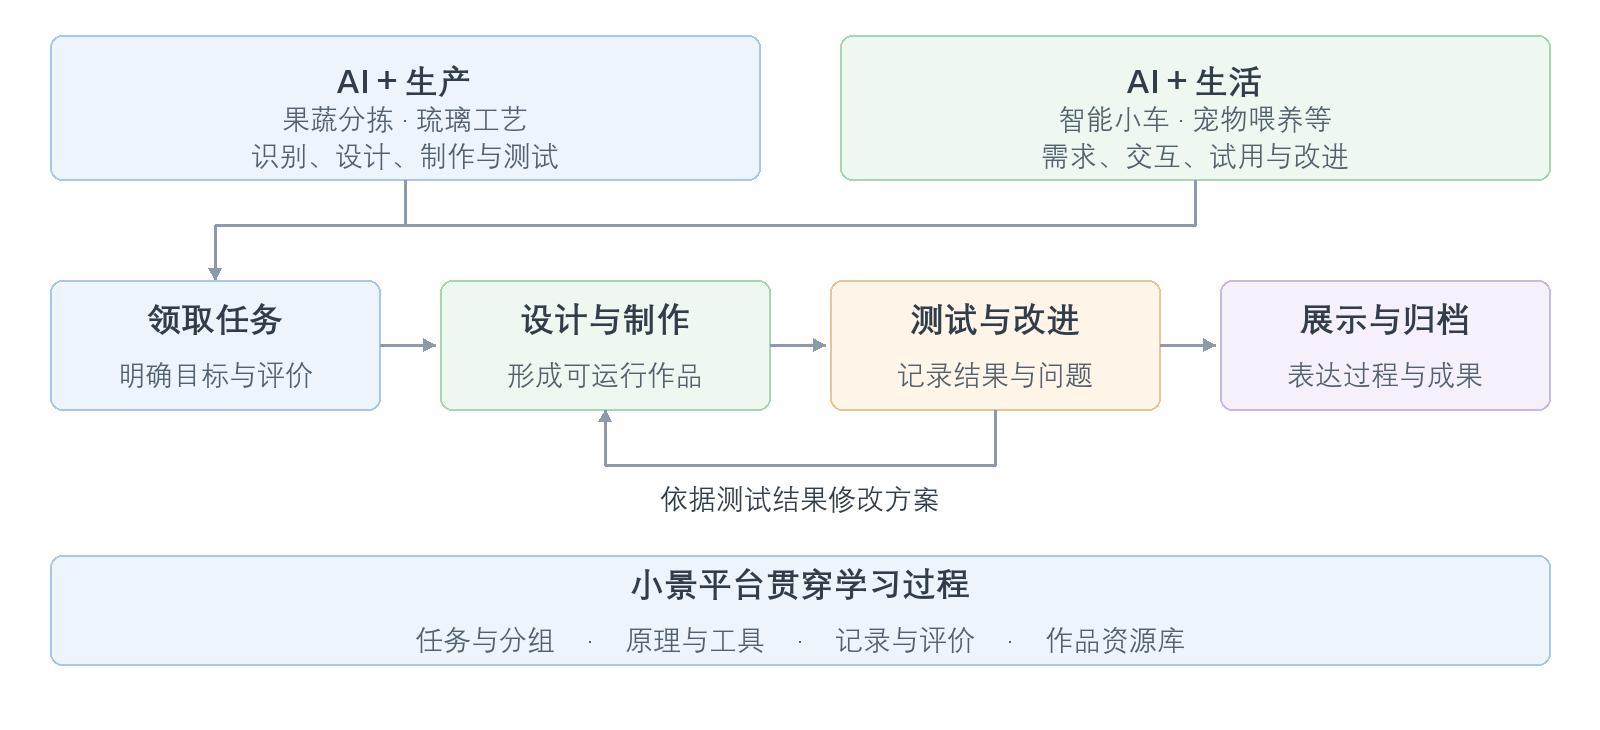 AI + 生产
果蔬分拣 · 琉璃工艺
识别、设计、制作与测试
AI + 生活
智能小车 · 宠物喂养等
需求、交互、试用与改进
领取任务
明确目标与评价
设计与制作
形成可运行作品
测试与改进
记录结果与问题
展示与归档
表达过程与成果
依据测试结果修改方案
小景平台贯穿学习过程
任务与分组 · 原理与工具 · 记录与评价 · 作品资源库